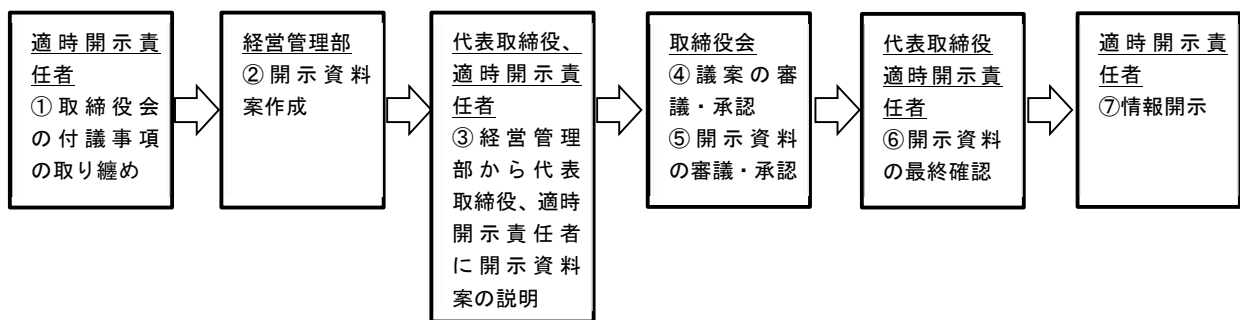 適時開示責
任者
①取締役会
の付議事項
の取り纏め
経営管理部
②開示資料
案作成
代表取締役、
適時開示責
任者
③経営管理
部から代表
取締役、適時
開示責任者
に開示資料
案の説明
取締役会
④議案の審
議・承認
⑤開示資料
の審議・承認
代表取締役
適時開示責
任者
⑥開示資料
の最終確認
適時開示責
任者
⑦情報開示